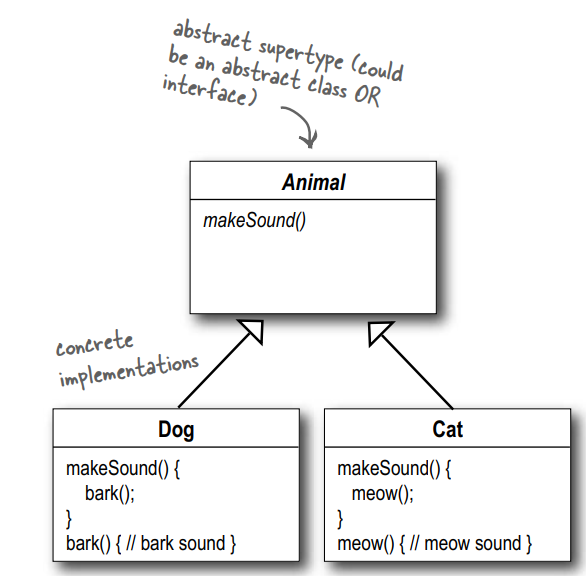 abstract supertype (could
be an abstract class OR
interface)
Animal
makeSound()
concrete
implementations
Dog
makeSound() {
bark();
}
bark() { // bark sound }
Cat
makeSound() {
meow();
}
meow() { // meow sound }